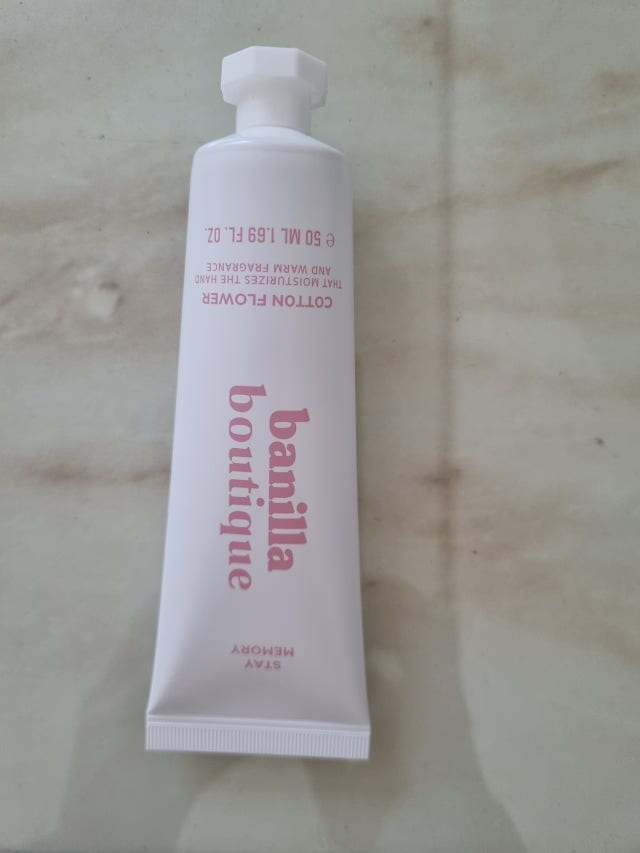 STAY
MEMORY
banilla
boutique
COTTON FLOWER
THAT MOISTURIZES THE HAND
AND WARM FRAGRANCE
℮ 50 ML 1.69 FL. OZ.